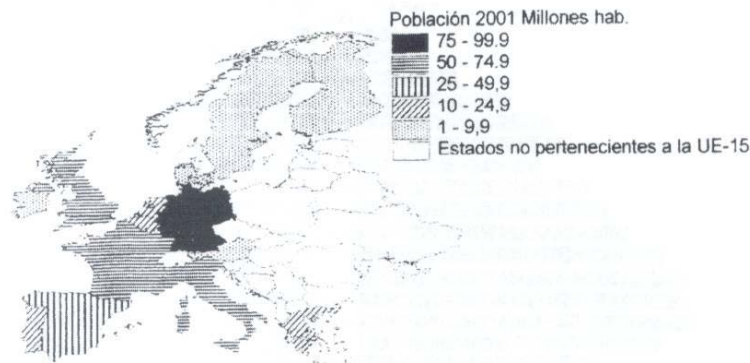 Población 2001 Millones hab.
75 - 99.9
50 - 74.9
25 - 49,9
10 - 24,9
1 - 9,9
Estados no pertenecientes a la UE-15